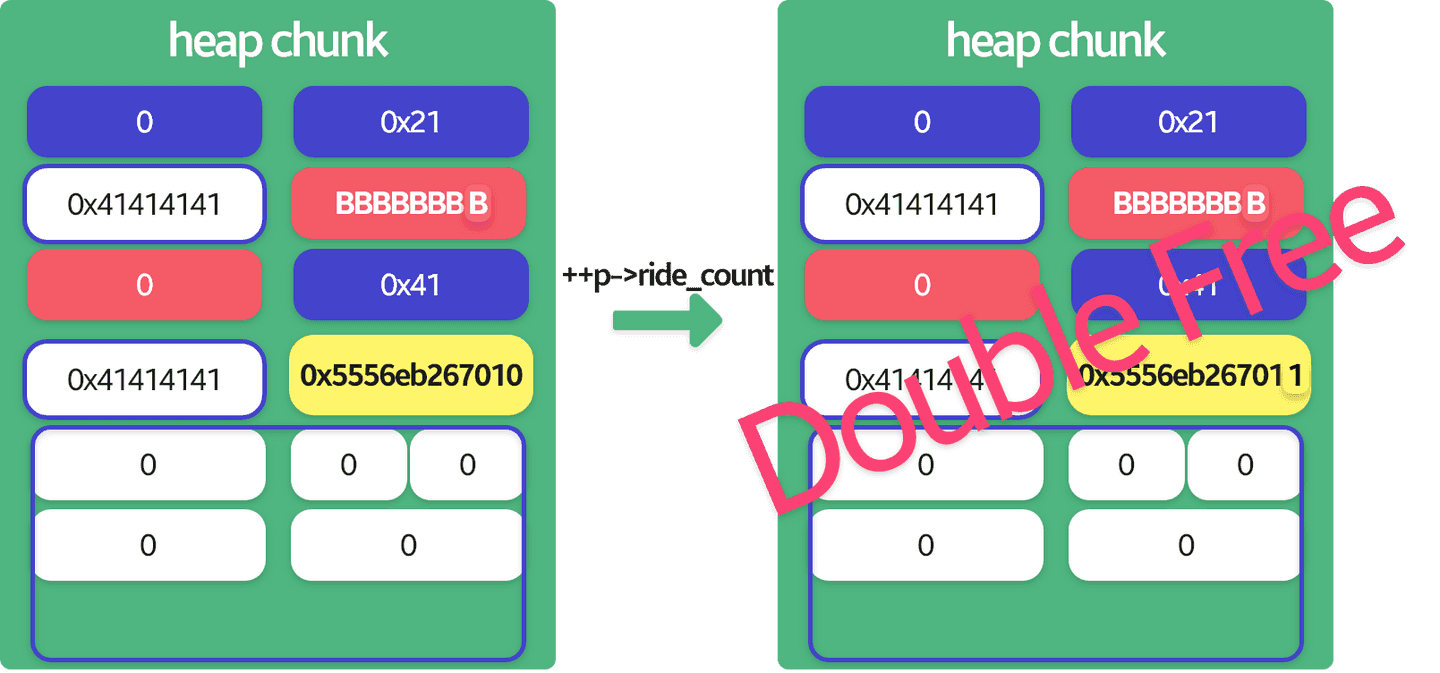 heap chunk
0 0x21
0x41414141 BBBBBBBB
0 0x41
0x41414141 0x5556eb267010
0 0 0
0 0
++p->ride_count
heap chunk
0 0x21
0x41414141 BBBBBBBB
0 0x41
0x41414141 0x5556eb267011
0 0 0
0 0
Double Free